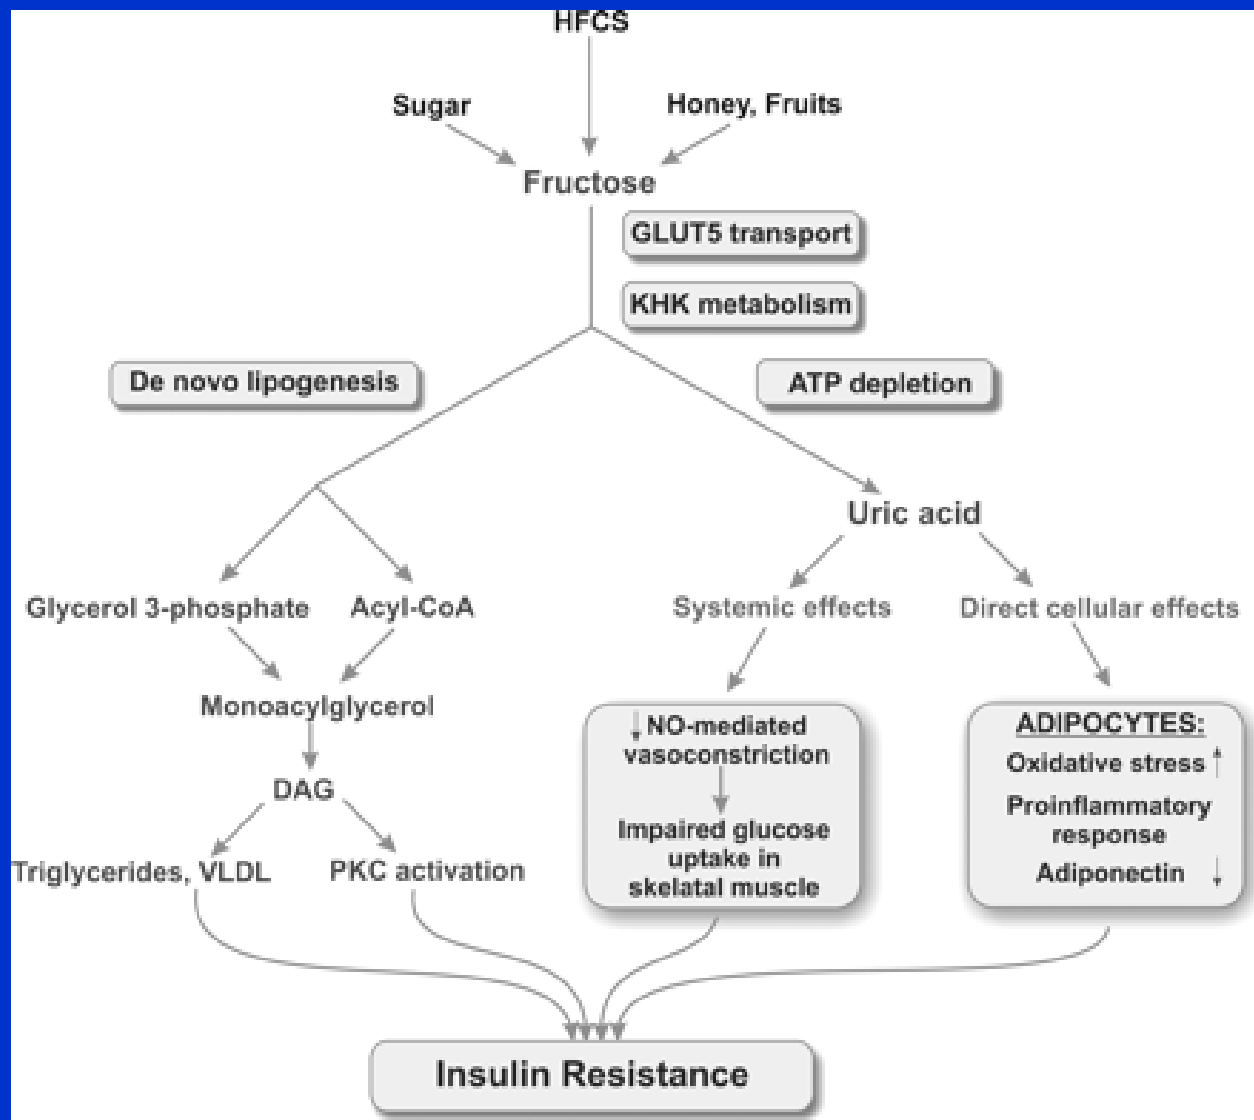 HFCS
Sugar
Honey, Fruits
Fructose
GLUT5 transport
KHK metabolism
De novo lipogenesis
ATP depletion
Uric acid
Glycerol 3-phosphate
Acyl-CoA
Systemic effects
Direct cellular effects
Monoacylglycerol
↓ NO-mediated
vasoconstriction
Impaired glucose
uptake in
skelatal muscle
ADIPOCYTES:
Oxidative stress ↑
Proinflammatory
response
Adiponectin ↓
DAG
Triglycerides, VLDL
PKC activation
Insulin Resistance